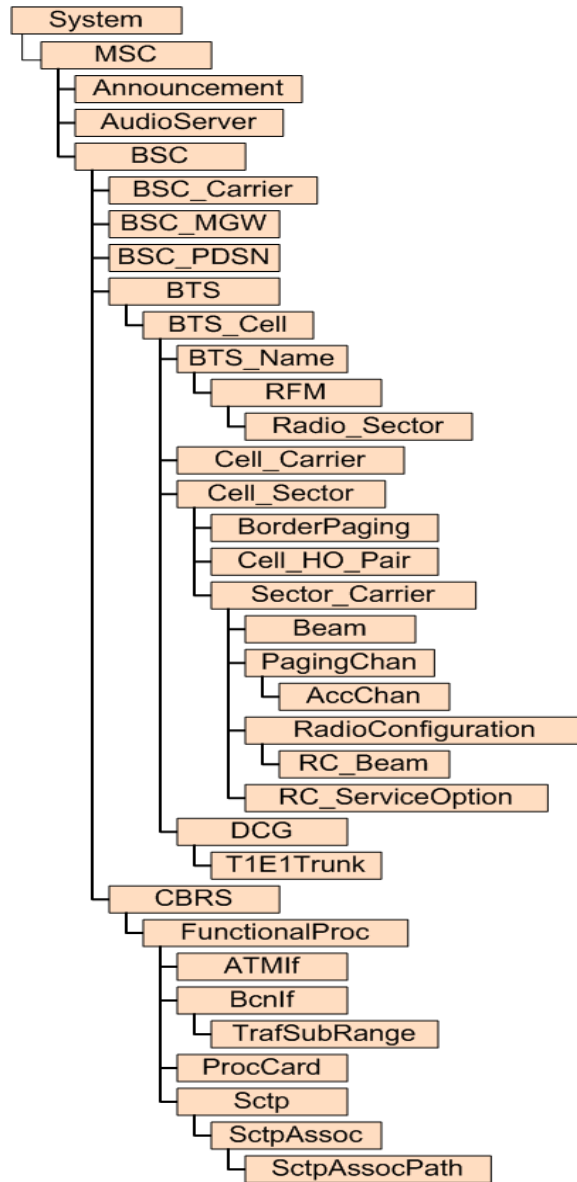 System
MSC
Announcement
AudioServer
BSC
BSC_Carrier
BSC_MGW
BSC_PDSN
BTS
BTS_Cell
BTS_Name
RFM
Radio_Sector
Cell_Carrier
Cell_Sector
BorderPaging
Cell_HO_Pair
Sector_Carrier
Beam
PagingChan
AccChan
RadioConfiguration
RC_Beam
RC_ServiceOption
DCG
T1E1Trunk
CBRS
FunctionalProc
ATMIf
BcnIf
TrafSubRange
ProcCard
Sctp
SctpAssoc
SctpAssocPath